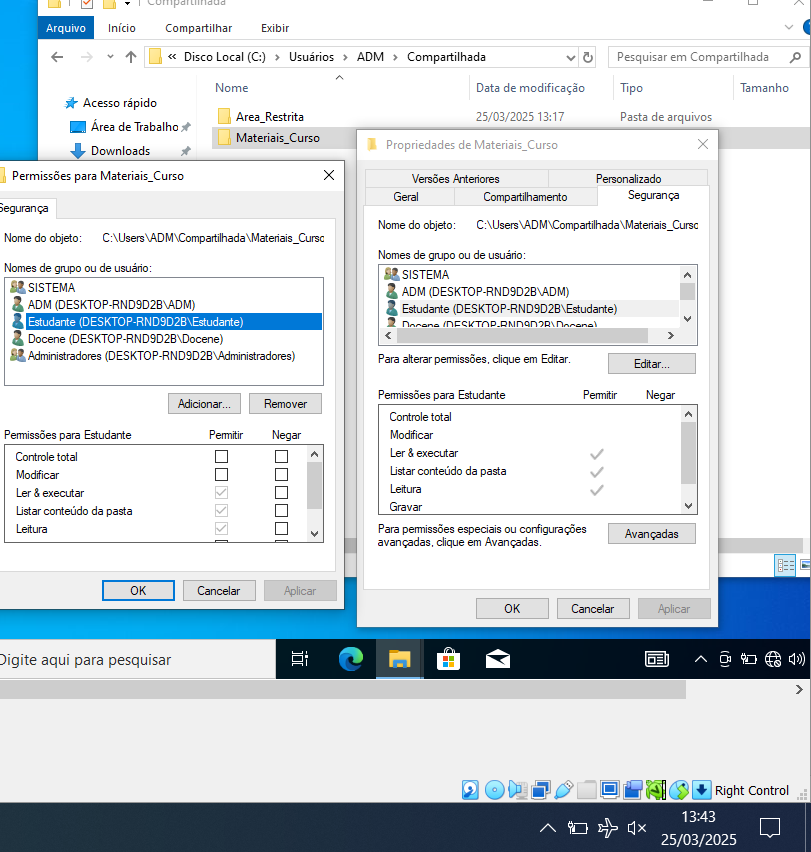 Compartilhada
Arquivo
Início
Compartilhar
Exibir
« Disco Local (C:) > Usuários > ADM > Compartilhada
Pesquisar em Compartilhada
Nome
Data de modificação
Tipo
Tamanho
Acesso rápido
Área de Trabalho
Downloads
Area_Restrita
25/03/2025 13:17
Pasta de arquivos
Materiais_Curso
Permissões para Materiais_Curso
Segurança
Nome do objeto:
C:\Users\ADM\Compartilhada\Materiais_Curso
Nomes de grupo ou de usuário:
SISTEMA
ADM (DESKTOP-RND9D2B\ADM)
Estudante (DESKTOP-RND9D2B\Estudante)
Docene (DESKTOP-RND9D2B\Docene)
Administradores (DESKTOP-RND9D2B\Administradores)
Adicionar...
Remover
Permissões para Estudante
Permitir
Negar
Controle total
Modificar
Ler & executar
Listar conteúdo da pasta
Leitura
OK
Cancelar
Aplicar
Propriedades de Materiais_Curso
Versões Anteriores
Personalizado
Geral
Compartilhamento
Segurança
Nome do objeto:
C:\Users\ADM\Compartilhada\Materiais_Curso
Nomes de grupo ou de usuário:
SISTEMA
ADM (DESKTOP-RND9D2B\ADM)
Estudante (DESKTOP-RND9D2B\Estudante)
Docene (DESKTOP-RND9D2B\Docene)
Para alterar permissões, clique em Editar.
Editar...
Permissões para Estudante
Permitir
Negar
Controle total
Modificar
Ler & executar
Listar conteúdo da pasta
Leitura
Gravar
Para permissões especiais ou configurações
avançadas, clique em Avançadas.
Avançadas
OK
Cancelar
Aplicar
Digite aqui para pesquisar
Right Control
13:43
25/03/2025